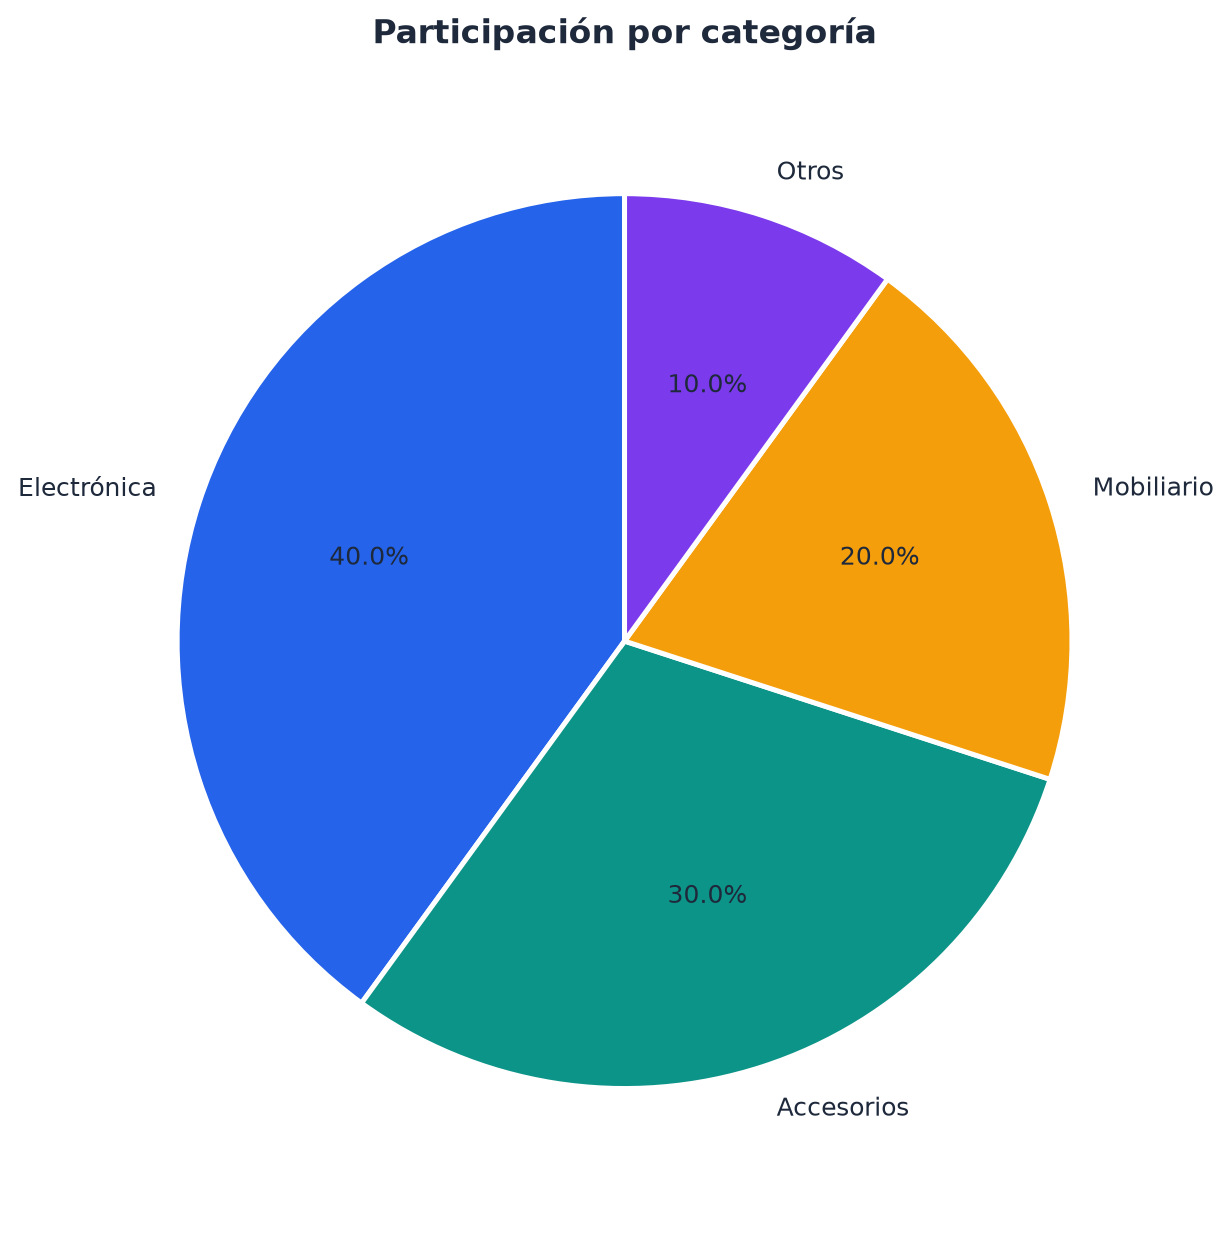 Participación por categoría
Otros
10.0%
Electrónica
Mobiliario
40.0%
20.0%
30.0%
Accesorios